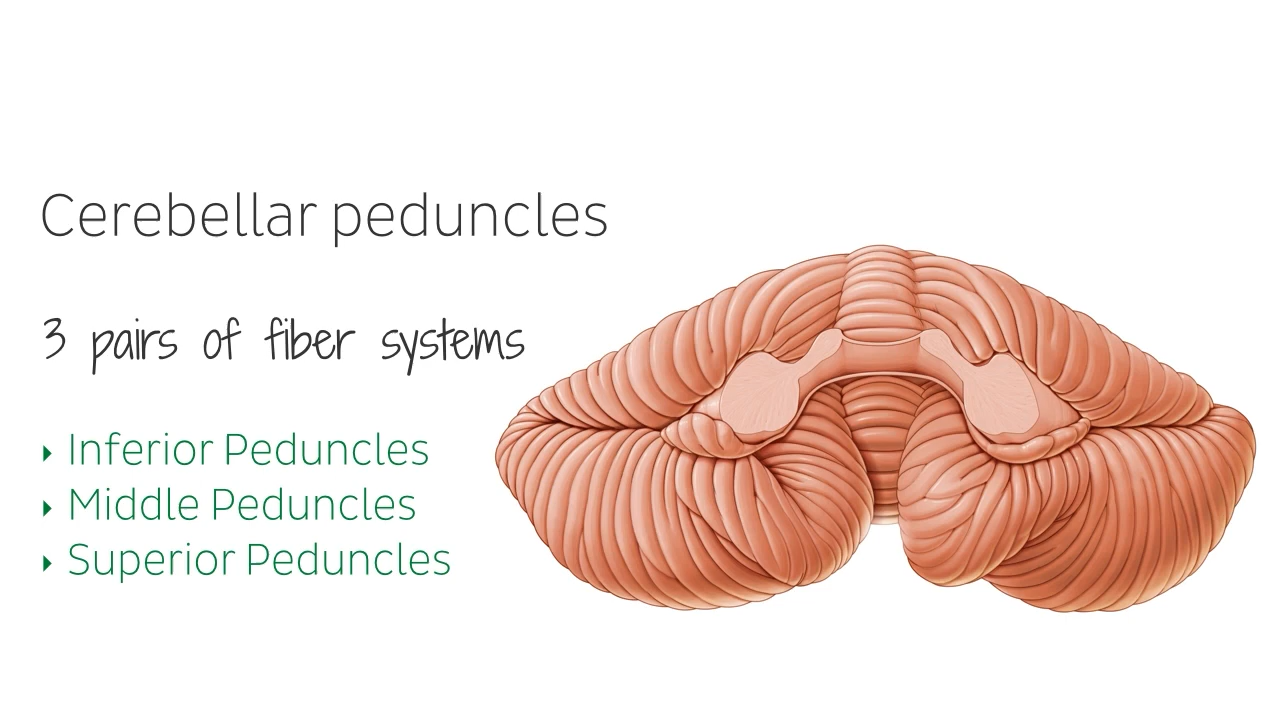 Cerebellar peduncles
3 pairs of fiber systems
Inferior Peduncles
Middle Peduncles
Superior Peduncles